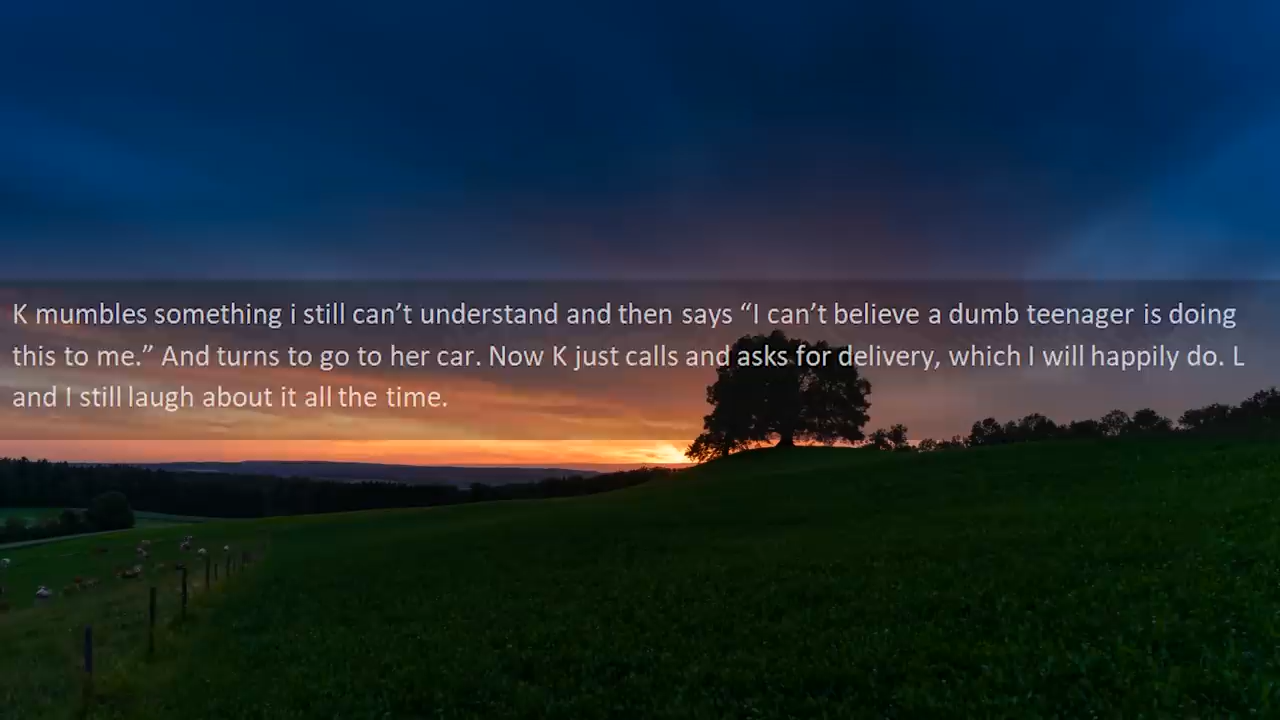 K mumbles something i still can’t understand and then says “I can’t believe a dumb teenager is doing
this to me.” And turns to go to her car. Now K just calls and asks for delivery, which I will happily do. L
and I still laugh about it all the time.